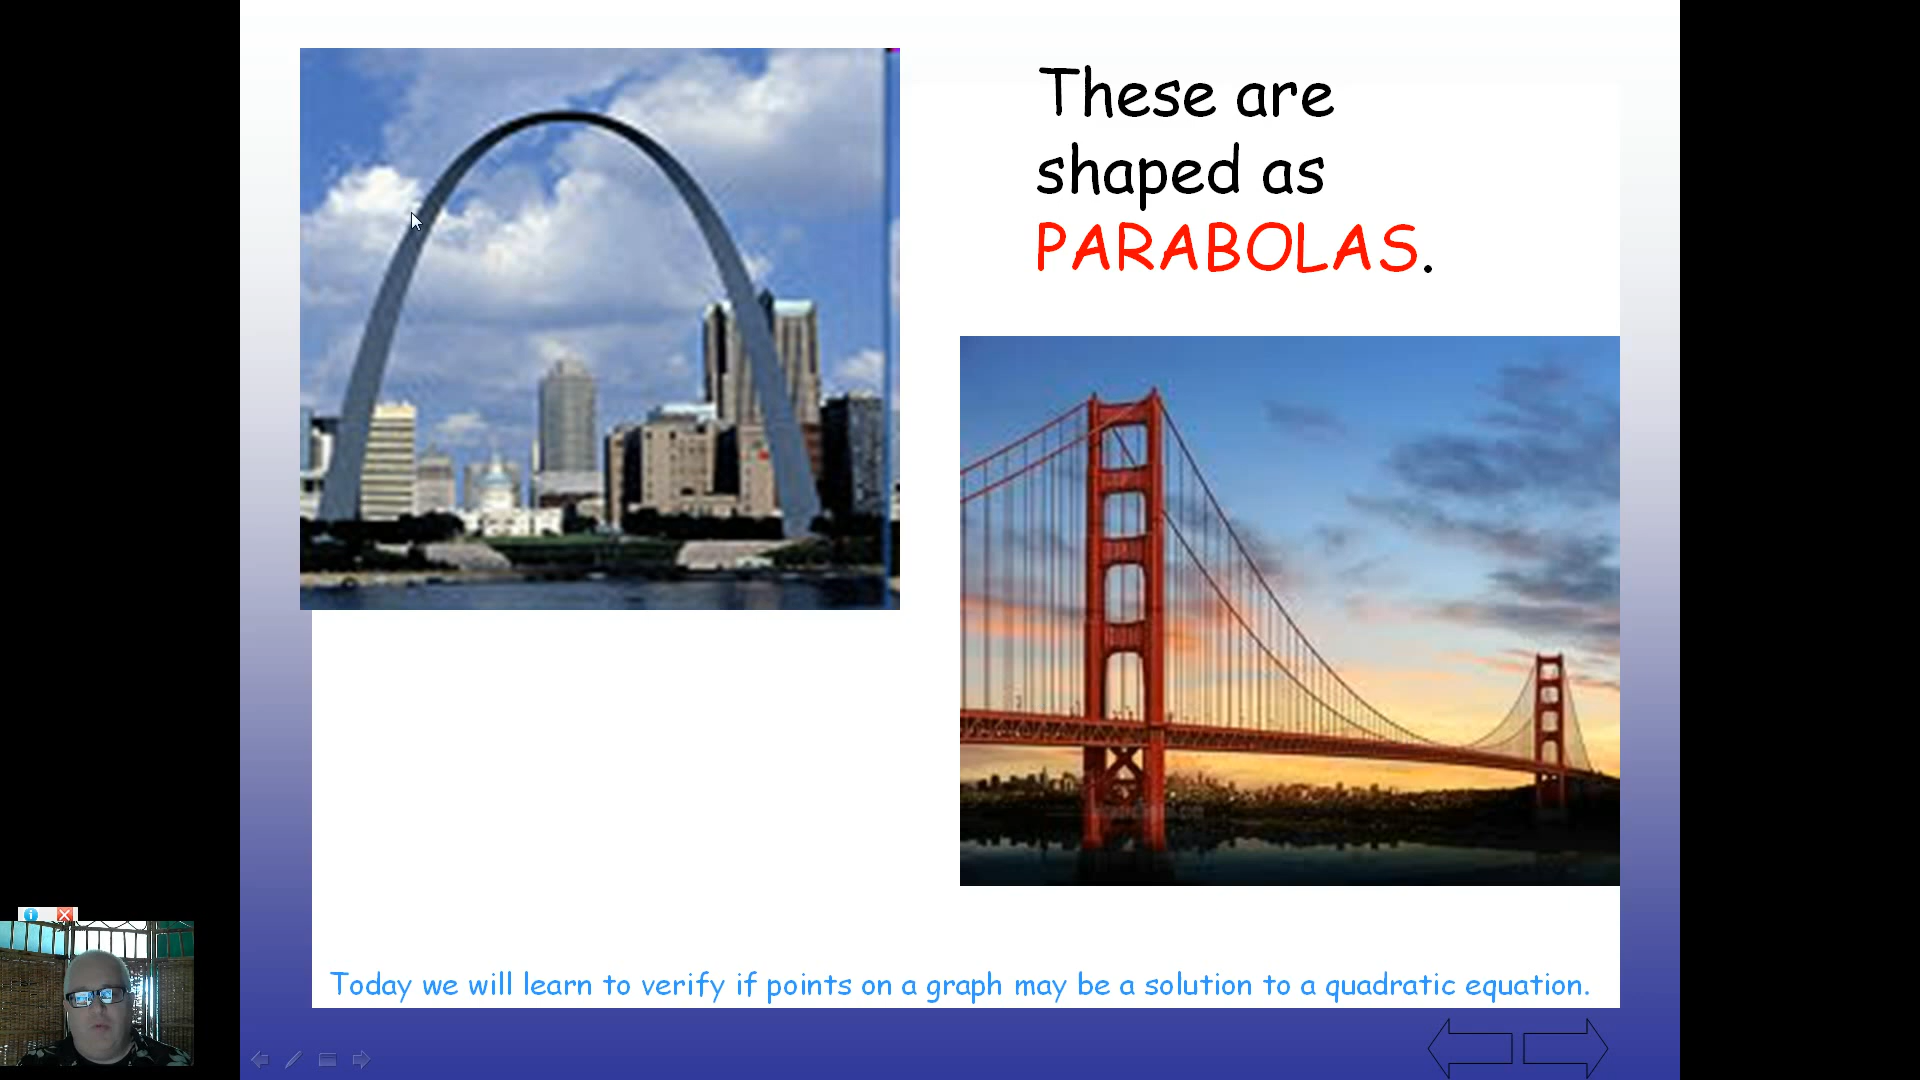 These are
shaped as
PARABOLAS.
Today we will learn to verify if points on a graph may be a solution to a quadratic equation.